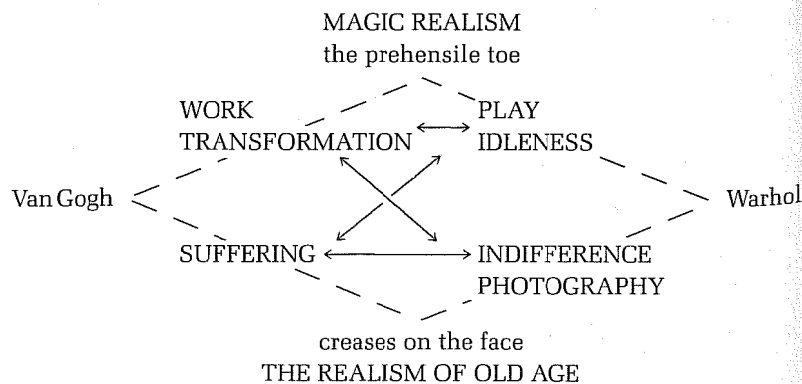 MAGIC REALISM
the prehensile toe
WORK
PLAY
TRANSFORMATION
IDLENESS
Van Gogh
Warhol
SUFFERING
INDIFFERENCE
PHOTOGRAPHY
creases on the face
THE REALISM OF OLD AGE